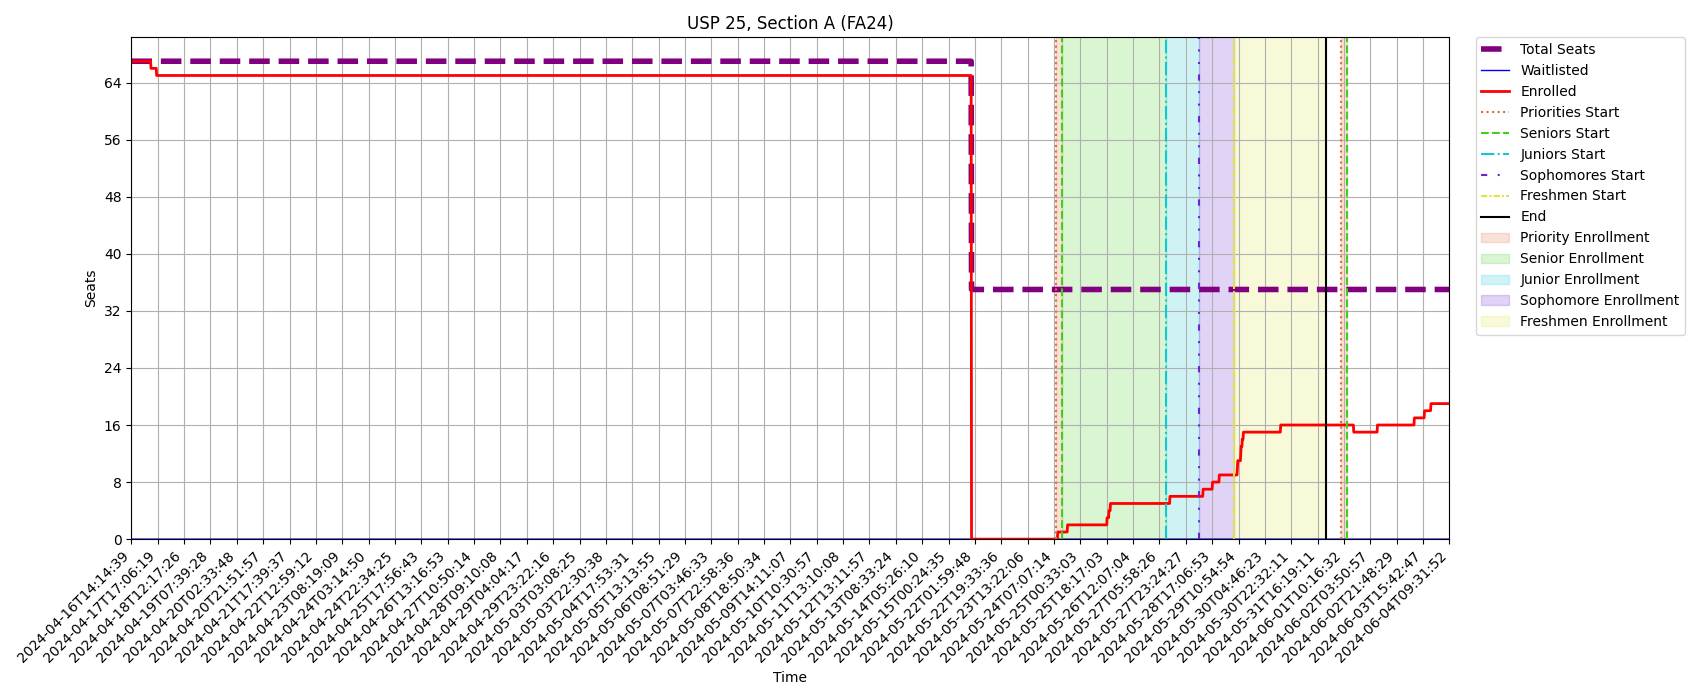 USP 25, Section A (FA24)
Total Seats
Waitlisted
Enrolled
Priorities Start
Seniors Start
Juniors Start
Sophomores Start
Freshmen Start
End
Priority Enrollment
Senior Enrollment
Junior Enrollment
Sophomore Enrollment
Freshmen Enrollment
Seats
64
56
48
40
32
24
16
8
0
2024-04-16T14:14:39
2024-04-17T17:06:19
2024-04-18T12:17:26
2024-04-19T07:39:28
2024-04-20T02:33:48
2024-04-20T21:51:57
2024-04-21T17:39:37
2024-04-22T12:59:12
2024-04-23T08:19:09
2024-04-24T03:14:50
2024-04-24T22:34:25
2024-04-25T17:56:43
2024-04-26T13:16:53
2024-04-27T10:50:14
2024-04-28T09:10:08
2024-04-29T04:04:17
2024-04-29T23:22:16
2024-05-03T03:08:25
2024-05-03T22:30:38
2024-05-04T17:53:31
2024-05-05T13:13:55
2024-05-06T08:51:29
2024-05-07T03:46:33
2024-05-07T22:58:36
2024-05-08T18:50:34
2024-05-09T14:11:07
2024-05-10T10:30:57
2024-05-11T13:10:08
2024-05-12T13:11:57
2024-05-13T08:33:24
2024-05-14T05:26:10
2024-05-15T00:24:35
2024-05-22T01:59:48
2024-05-22T19:33:36
2024-05-23T13:22:06
2024-05-24T07:07:14
2024-05-25T00:33:03
2024-05-25T18:17:03
2024-05-26T12:07:04
2024-05-27T05:58:26
2024-05-27T23:24:27
2024-05-28T17:06:53
2024-05-29T10:54:54
2024-05-30T04:46:23
2024-05-30T22:32:11
2024-05-31T16:19:11
2024-06-01T10:16:32
2024-06-02T03:50:57
2024-06-02T21:48:29
2024-06-03T15:42:47
2024-06-04T09:31:52
Time